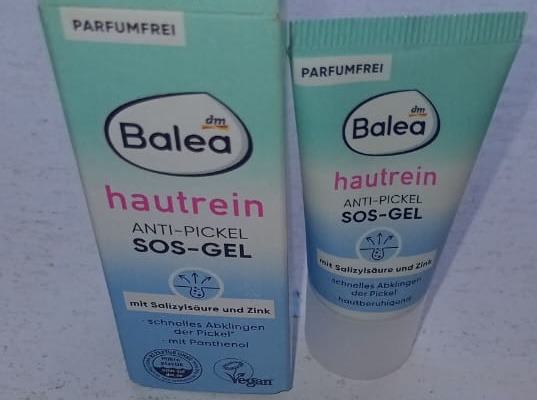 PARFUMFREI
dm
Balea
hautrein
ANTI-PICKEL
SOS-GEL
mit Salizylsäure und Zink
· schnelles Abklingen
der Pickel*
· mit Panthenol
Vegan
PARFUMFREI
dm
Balea
hautrein
ANTI-PICKEL
SOS-GEL
mit Salizylsäure und Zink
· schnelles Abklingen
der Pickel
· hautberuhigend